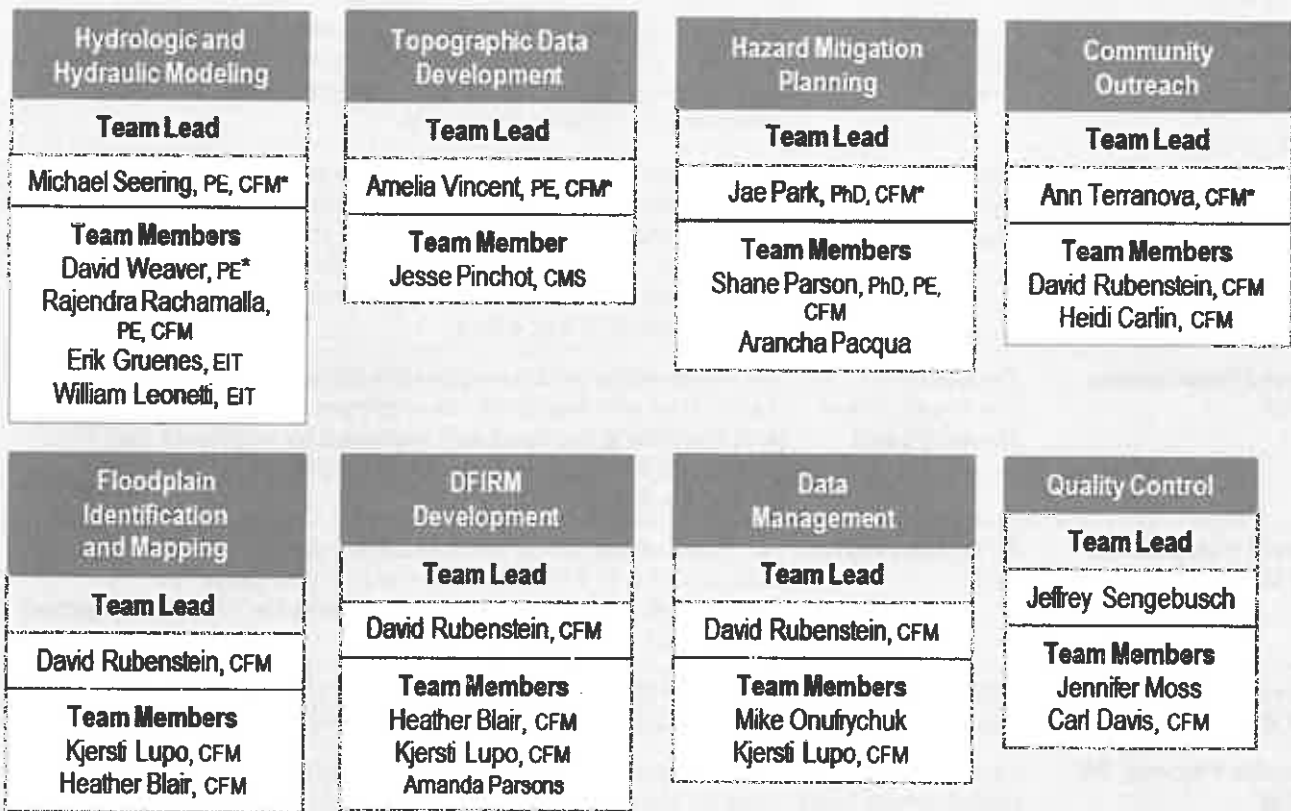 Hydrologic and
Hydraulic Modeling
Team Lead
Michael Seering, PE, CFM*
Team Members
David Weaver, PE*
Rajendra Rachamalla,
PE, CFM
Erik Gruenes, EIT
William Leonetti, EIT
Topographic Data
Development
Team Lead
Amelia Vincent, PE, CFM*
Team Member
Jesse Pinchot, CMS
Hazard Mitigation
Planning
Team Lead
Jae Park, PhD, CFM*
Team Members
Shane Parson, PhD, PE,
CFM
Arancha Pacqua
Community
Outreach
Team Lead
Ann Terranova, CFM*
Team Members
David Rubenstein, CFM
Heidi Carlin, CFM
Floodplain
Identification
and Mapping
Team Lead
David Rubenstein, CFM
Team Members
Kjersti Lupo, CFM
Heather Blair, CFM
DFIRM
Development
Team Lead
David Rubenstein, CFM
Team Members
Heather Blair, CFM
Kjersti Lupo, CFM
Amanda Parsons
Data
Management
Team Lead
David Rubenstein, CFM
Team Members
Mike Onufrychuk
Kjersti Lupo, CFM
Quality Control
Team Lead
Jeffrey Sengebusch
Team Members
Jennifer Moss
Carl Davis, CFM